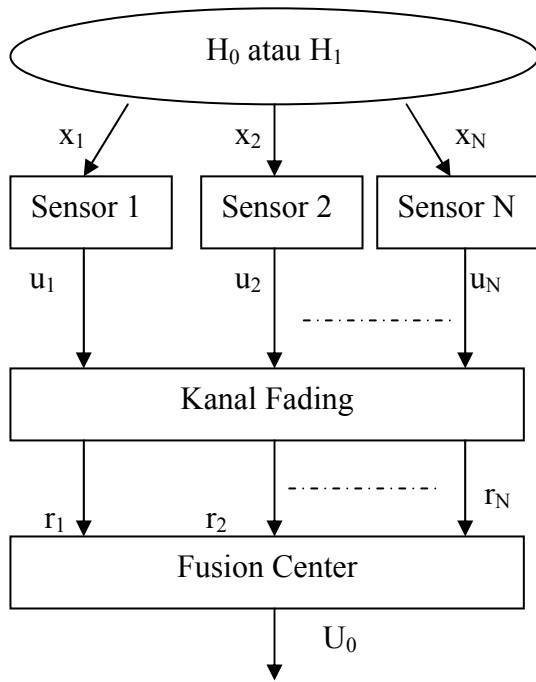 H₀ atau H₁
x₁ x₂ x_N
Sensor 1 Sensor 2 Sensor N
u₁ u₂ u_N
Kanal Fading
r₁ r₂ r_N
Fusion Center
U₀